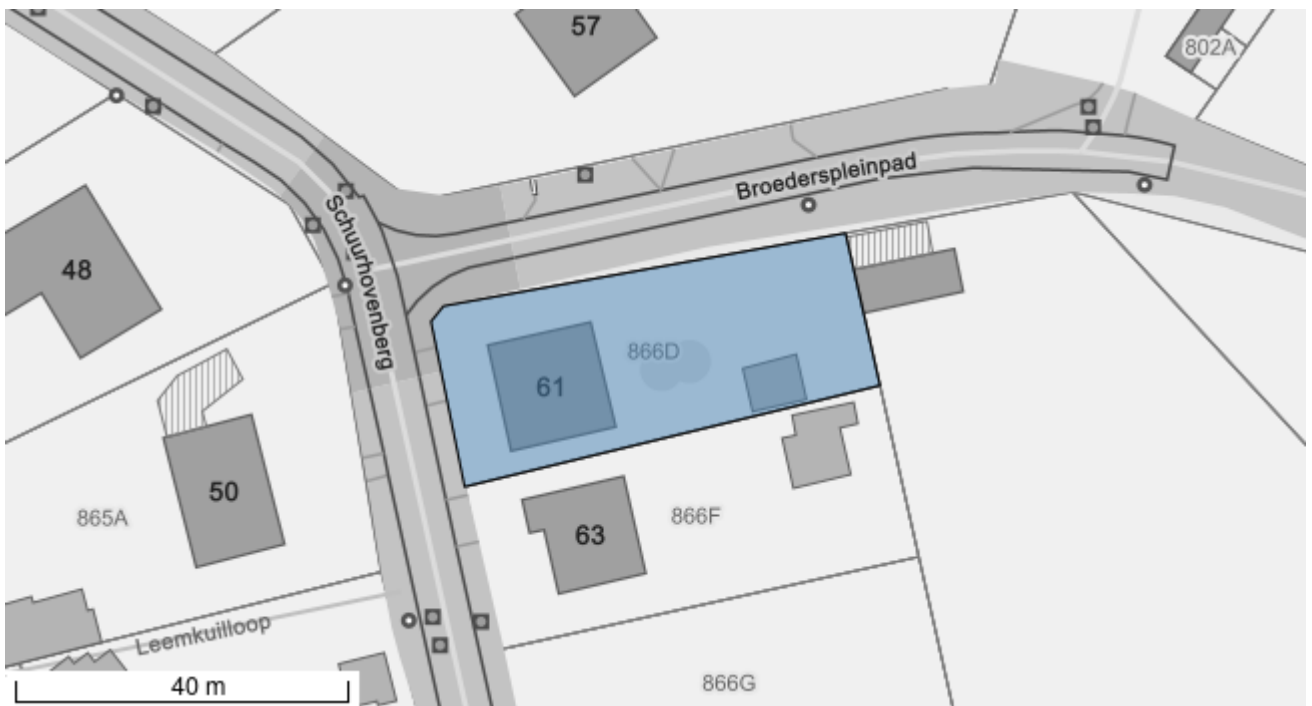 57
802A
Broederspleinpad
Schuurhovenberg
48
866D
61
50
865A
866F
63
Leemkuilloop
40 m
866G